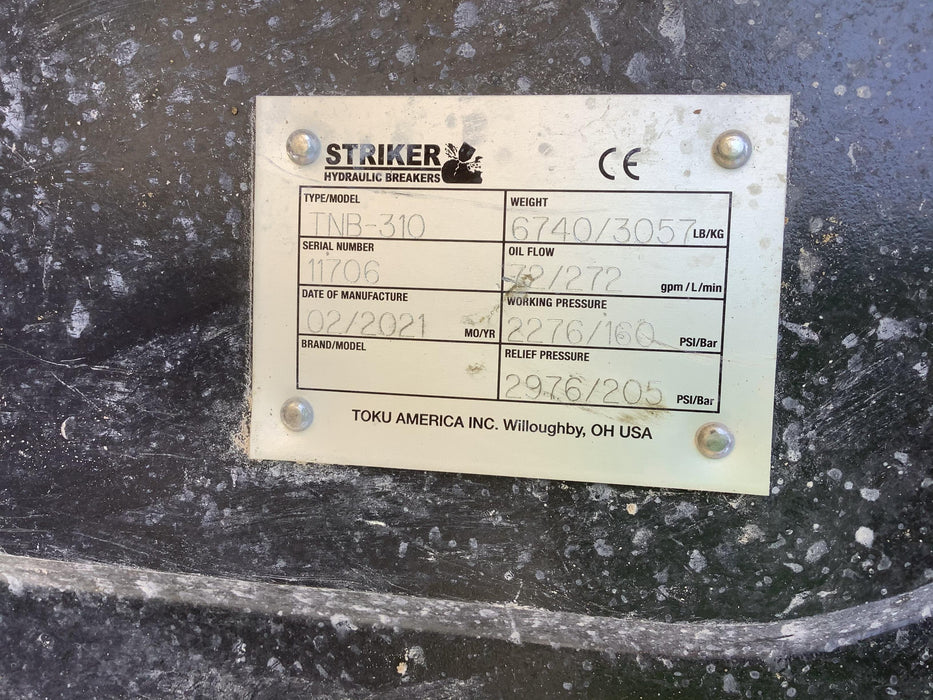 STRIKER
HYDRAULIC BREAKERS
CE
TYPE/MODEL
TNB-310
WEIGHT
6740/3057 LB/KG
SERIAL NUMBER
11706
OIL FLOW
72/272 gpm / L/min
DATE OF MANUFACTURE
02/2021 MO/YR
WORKING PRESSURE
2276/160 PSI/Bar
BRAND/MODEL
RELIEF PRESSURE
2976/205 PSI/Bar
TOKU AMERICA INC. Willoughby, OH USA